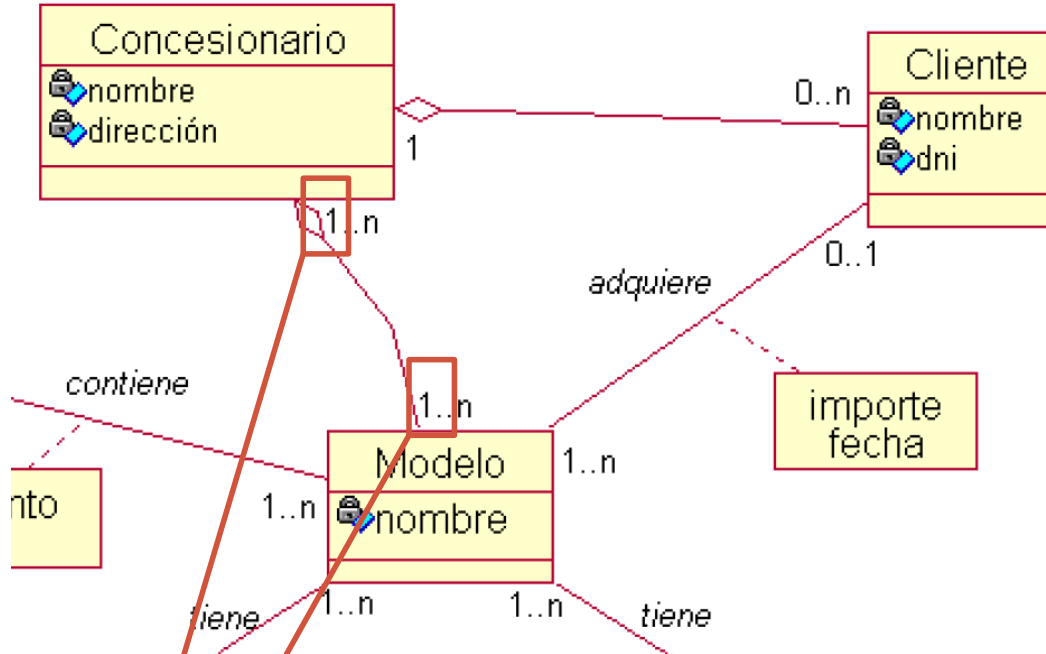 Concesionario
nombre
dirección
1
0..n
Cliente
nombre
dni
1..n
0..1
adquiere
contiene
1..n
importe
fecha
nto
1..n
Modelo
1..n
nombre
tiene
1..n
1..n
tiene